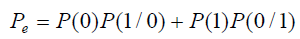 P_e = P(0)P(1/0) + P(1)P(0/1)